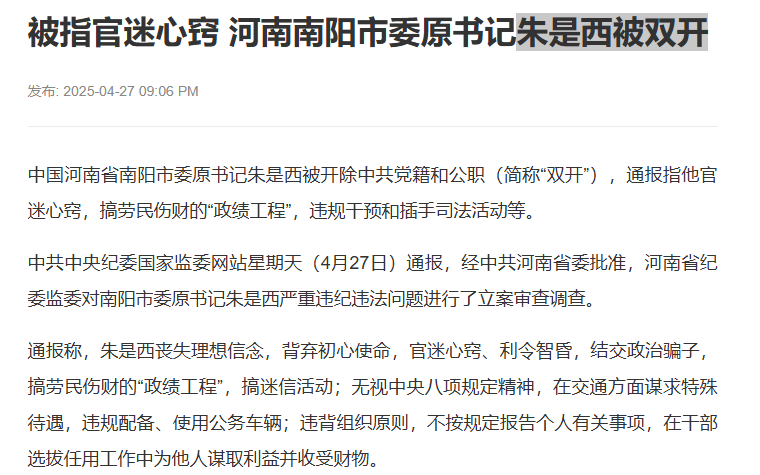 被指官迷心窍 河南南阳市委原书记朱是西被双开
发布: 2025-04-27 09:06 PM
中国河南省南阳市委原书记朱是西被开除中共党籍和公职（简称“双开”），通报指他官
迷心窍，搞劳民伤财的“政绩工程”，违规干预和插手司法活动等。
中共中央纪委国家监委网站星期天（4月27日）通报，经中共河南省委批准，河南省纪
委监委对南阳市委原书记朱是西严重违纪违法问题进行了立案审查调查。
通报称，朱是西丧失理想信念，背弃初心使命，官迷心窍、利令智昏，结交政治骗子，
搞劳民伤财的“政绩工程”，搞迷信活动；无视中央八项规定精神，在交通方面谋求特殊
待遇，违规配备、使用公务车辆；违背组织原则，不按规定报告个人有关事项，在干部
选拔任用工作中为他人谋取利益并收受财物。